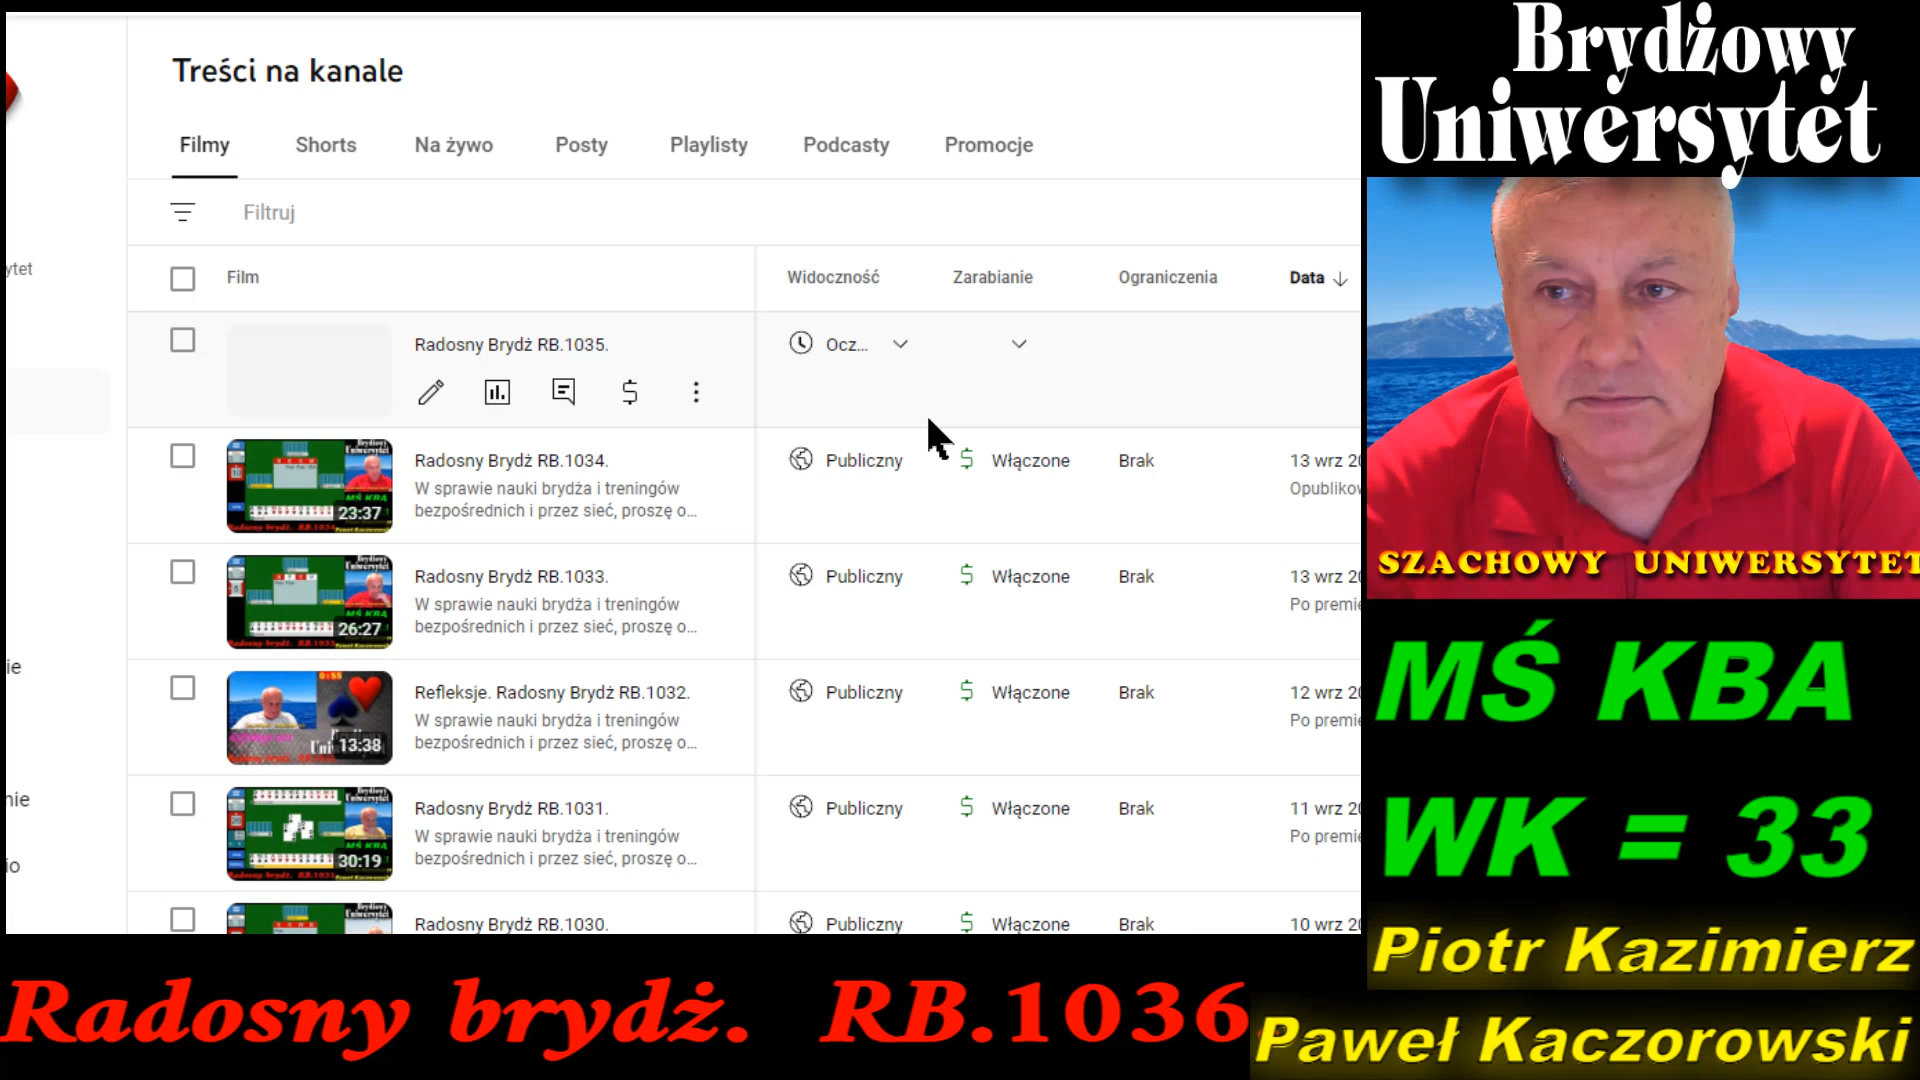 Treści na kanale
Filmy Shorts Na żywo Posty Playlisty Podcasty Promocje
Filtruj
ytet
Film Widoczność Zarabianie Ograniczenia Data
Radosny Brydż RB.1035. Ocz...
Radosny Brydż RB.1034. Publiczny Włączone Brak 13 wrz 20
W sprawie nauki brydża i treningów Opubliko
bezpośrednich i przez sieć, proszę o...
23:37
Radosny Brydż RB.1033. Publiczny Włączone Brak 13 wrz 20
W sprawie nauki brydża i treningów Po premie
bezpośrednich i przez sieć, proszę o...
26:27
ie
Refleksje. Radosny Brydż RB.1032. Publiczny Włączone Brak 12 wrz 20
W sprawie nauki brydża i treningów Po premie
bezpośrednich i przez sieć, proszę o...
13:38
nie
Radosny Brydż RB.1031. Publiczny Włączone Brak 11 wrz 20
W sprawie nauki brydża i treningów Po premie
bezpośrednich i przez sieć, proszę o...
30:19
io
Radosny Brydż RB.1030. Publiczny Włączone Brak 10 wrz 20
Brydżowy
Uniwersytet
SZACHOWY UNIWERSYTET
MŚ KBA
WK = 33
Piotr Kazimierz
Paweł Kaczorowski
Radosny brydż. RB.1036